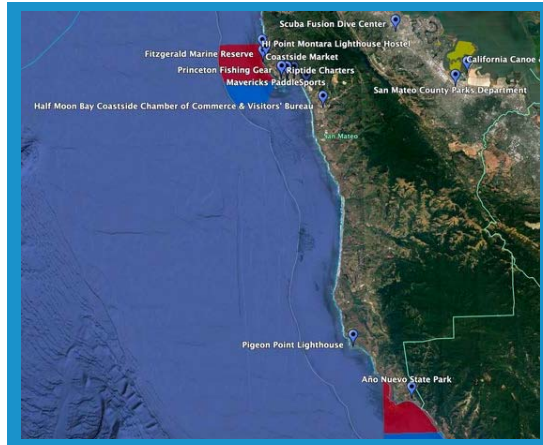 Scuba Fusion Dive Center
HI Point Montara Lighthouse Hostel
Fitzgerald Marine Reserve
Coastside Market
California Canoe &
Princeton Fishing Gear
Riptide Charters
Mavericks PaddleSports
San Mateo County Parks Department
Half Moon Bay Coastside Chamber of Commerce & Visitors' Bureau
San Mateo
Pigeon Point Lighthouse
Año Nuevo State Park